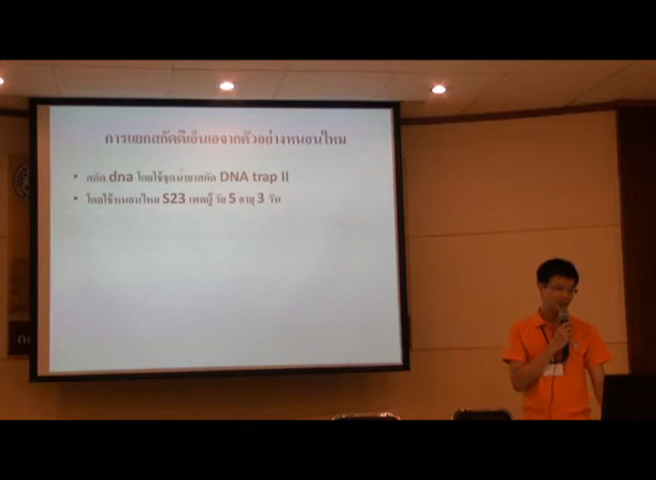 การแยกสกัดดีเอ็นเอจากตัวอย่างหนอนไหม
• สกัด dna โดยใช้ชุดน้ำยาสกัด DNA trap II
• โดยใช้หนอนไหม S23 เพศผู้ วัย 5 อายุ 3 วัน